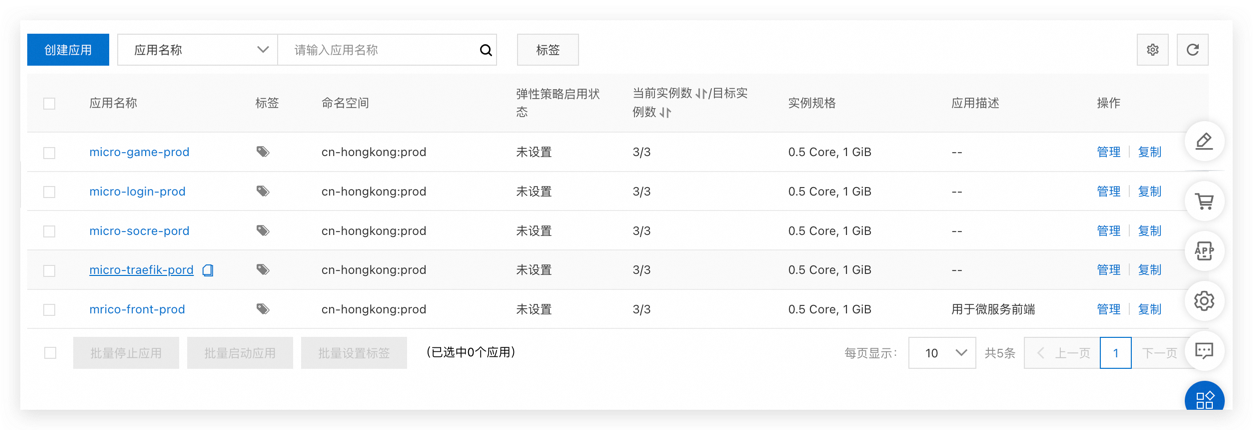 创建应用 应用名称 请输入应用名称 标签
应用名称 标签 命名空间 弹性策略启用状态 当前实例数/目标实例数 实例规格 应用描述 操作
micro-game-prod cn-hongkong:prod 未设置 3/3 0.5 Core, 1 GiB -- 管理 复制
micro-login-prod cn-hongkong:prod 未设置 3/3 0.5 Core, 1 GiB -- 管理 复制
micro-socre-pord cn-hongkong:prod 未设置 3/3 0.5 Core, 1 GiB -- 管理 复制
micro-traefik-pord cn-hongkong:prod 未设置 3/3 0.5 Core, 1 GiB -- 管理 复制
mrico-front-prod cn-hongkong:prod 未设置 3/3 0.5 Core, 1 GiB 用于微服务前端 管理 复制
批量停止应用 批量启动应用 批量设置标签 (已选中0个应用) 每页显示: 10 共5条 上一页 1 下一页
APP